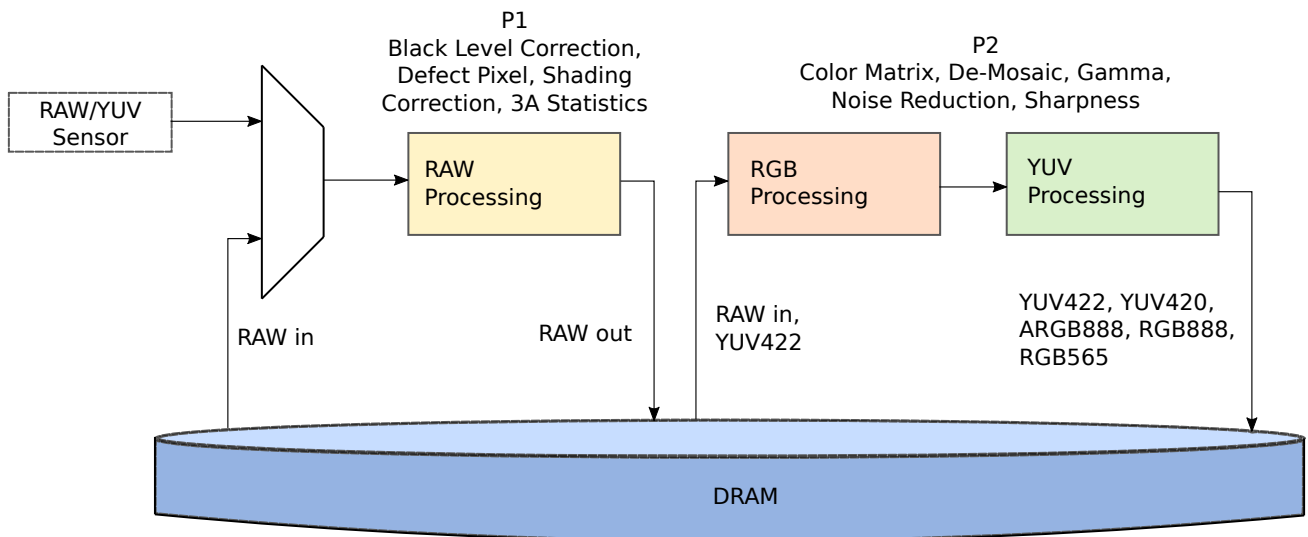 P1
Black Level Correction,
Defect Pixel, Shading
Correction, 3A Statistics
P2
Color Matrix, De-Mosaic, Gamma,
Noise Reduction, Sharpness
RAW/YUV
Sensor
RAW
Processing
RGB
Processing
YUV
Processing
RAW in
RAW out
RAW in,
YUV422
YUV422, YUV420,
ARGB888, RGB888,
RGB565
DRAM